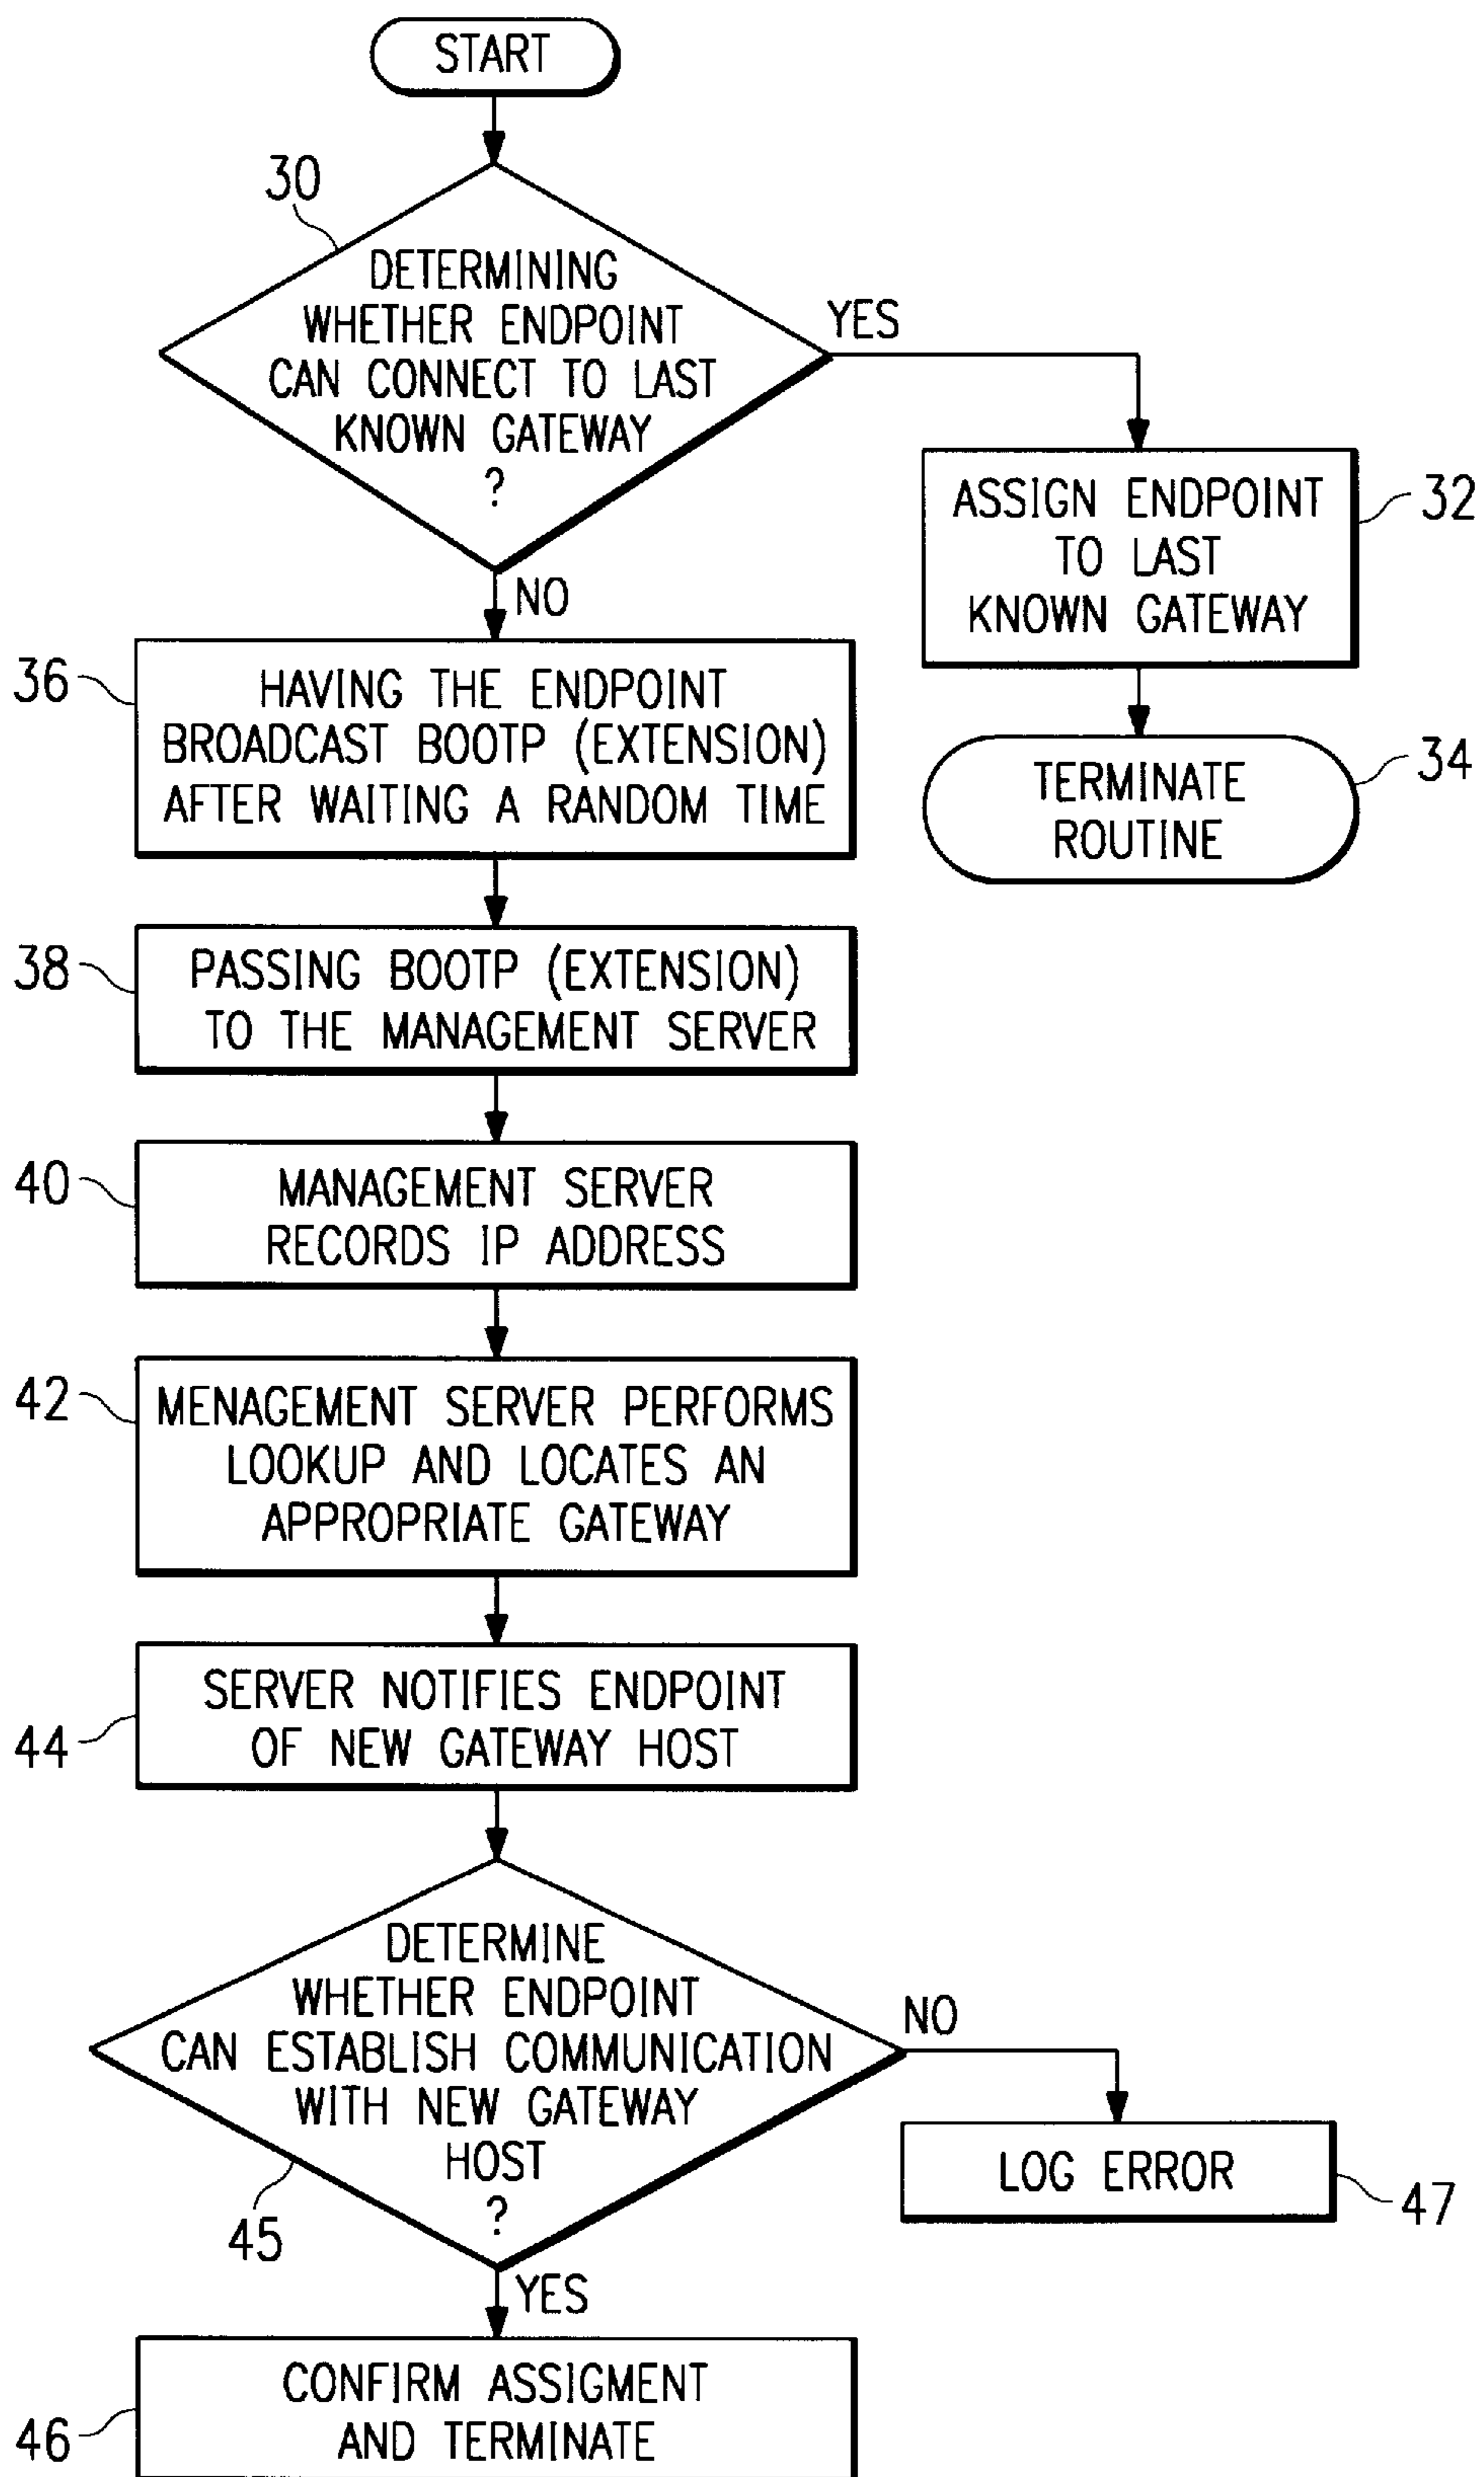 START
30
DETERMINING
WHETHER ENDPOINT
CAN CONNECT TO LAST
KNOWN GATEWAY
?
YES
NO
ASSIGN ENDPOINT
TO LAST
KNOWN GATEWAY
32
TERMINATE
ROUTINE
34
36
HAVING THE ENDPOINT
BROADCAST BOOTP (EXTENSION)
AFTER WAITING A RANDOM TIME
38
PASSING BOOTP (EXTENSION)
TO THE MANAGEMENT SERVER
40
MANAGEMENT SERVER
RECORDS IP ADDRESS
42
MENAGEMENT SERVER PERFORMS
LOOKUP AND LOCATES AN
APPROPRIATE GATEWAY
44
SERVER NOTIFIES ENDPOINT
OF NEW GATEWAY HOST
DETERMINE
WHETHER ENDPOINT
CAN ESTABLISH COMMUNICATION
WITH NEW GATEWAY
HOST
?
45
NO
LOG ERROR
47
YES
46
CONFIRM ASSIGMENT
AND TERMINATE